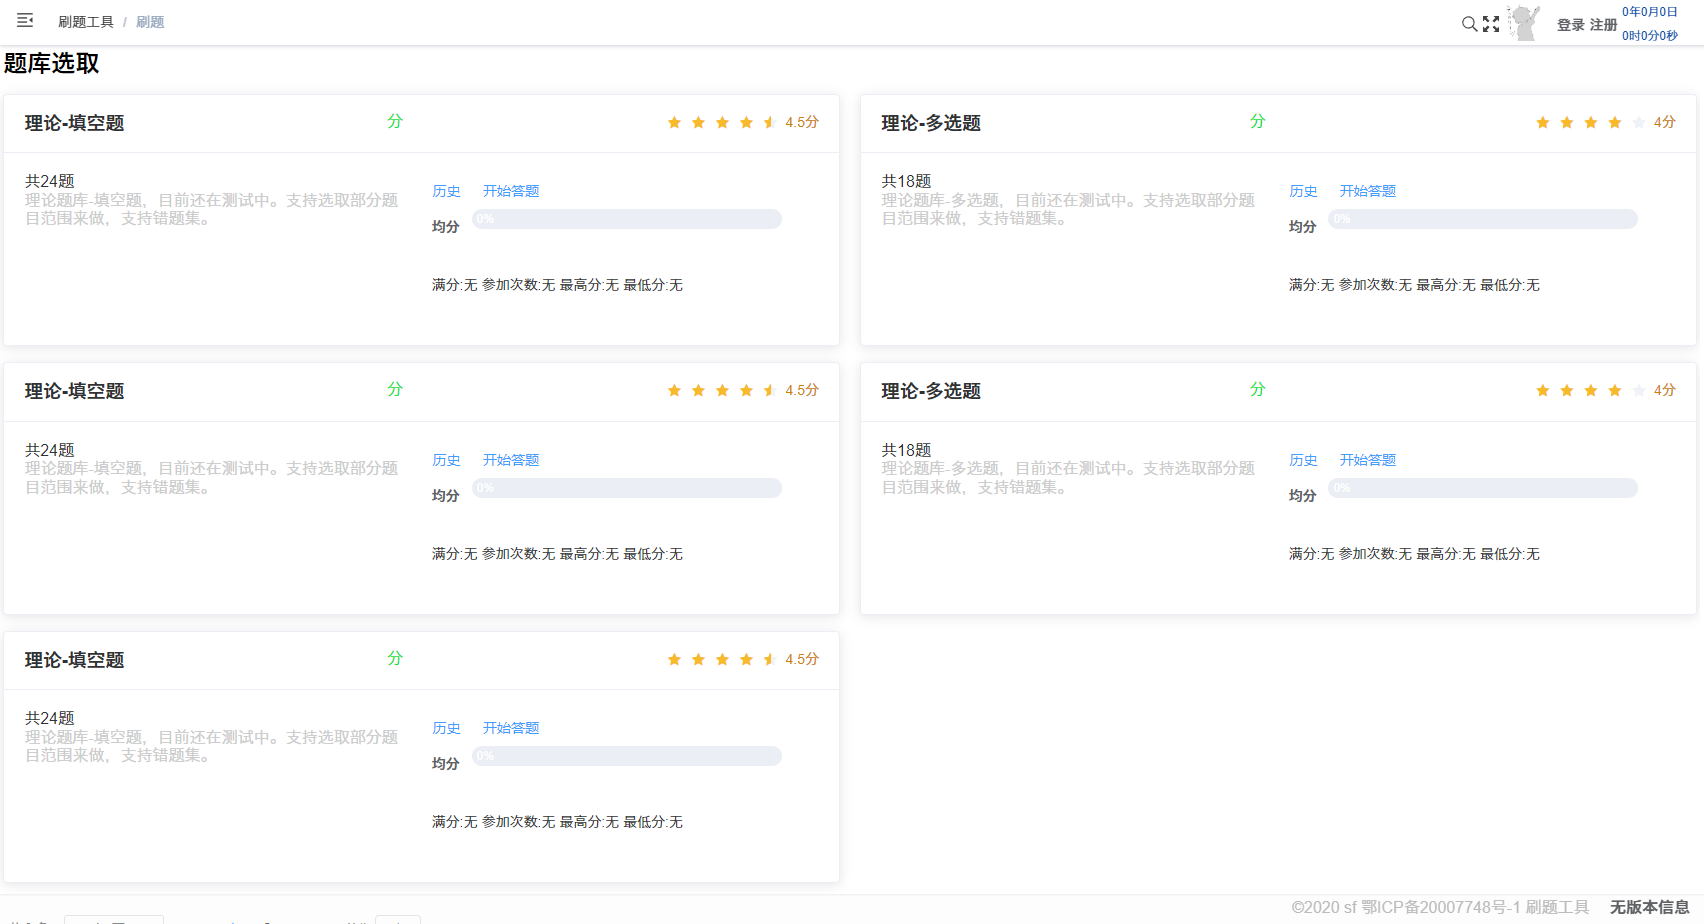 刷题工具 / 刷题
登录 注册
0年0月0日
0时0分0秒
题库选取
理论-填空题 分 4.5分
共24题
理论题库-填空题，目前还在测试中。支持选取部分题
目范围来做，支持错题集。
历史 开始答题
均分 0%
满分:无 参加次数:无 最高分:无 最低分:无
理论-多选题 分 4分
共18题
理论题库-多选题，目前还在测试中。支持选取部分题
目范围来做，支持错题集。
历史 开始答题
均分 0%
满分:无 参加次数:无 最高分:无 最低分:无
理论-填空题 分 4.5分
共24题
理论题库-填空题，目前还在测试中。支持选取部分题
目范围来做，支持错题集。
历史 开始答题
均分 0%
满分:无 参加次数:无 最高分:无 最低分:无
理论-多选题 分 4分
共18题
理论题库-多选题，目前还在测试中。支持选取部分题
目范围来做，支持错题集。
历史 开始答题
均分 0%
满分:无 参加次数:无 最高分:无 最低分:无
理论-填空题 分 4.5分
共24题
理论题库-填空题，目前还在测试中。支持选取部分题
目范围来做，支持错题集。
历史 开始答题
均分 0%
满分:无 参加次数:无 最高分:无 最低分:无
©2020 sf 鄂ICP备20007748号-1 刷题工具 无版本信息